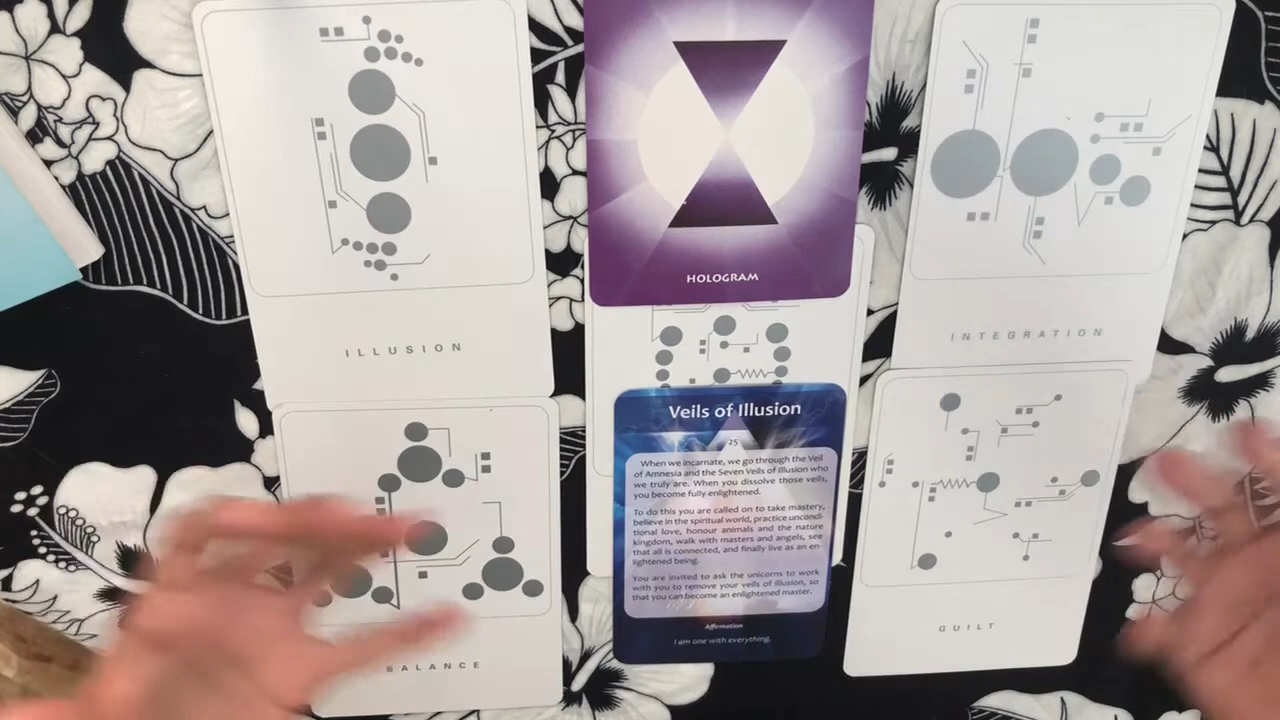 HOLOGRAM
ILLUSION
INTEGRATION
Veils of Illusion
25
When we incarnate, we go through the Veil
of Amnesia and the Seven Veils of Illusion who
we truly are. When you dissolve those veils,
you become fully enlightened.
To do this you are called on to take mastery,
believe in the spiritual world, practice uncondi-
tional love, honour animals and the nature
kingdom, walk with masters and angels, see
that all is connected, and finally live as an en-
lightened being.
You are invited to ask the unicorns to work
with you to remove your veils of illusion, so
that you can become an enlightened master.
Affirmation
I am one with everything.
BALANCE
GUILT